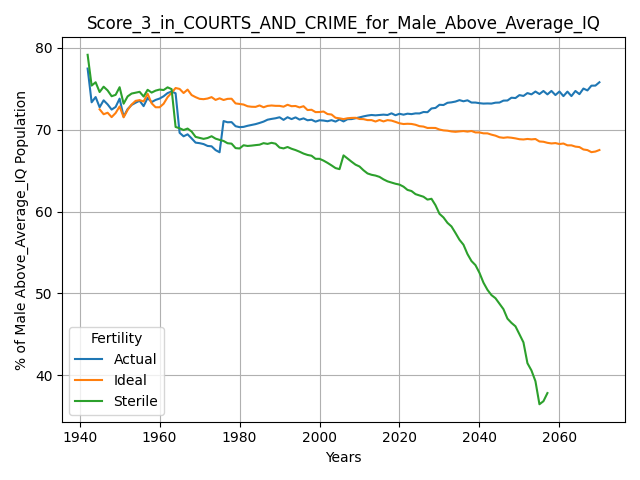 Score_3_in_COURTS_AND_CRIME_for_Male_Above_Average_IQ
% of Male Above_Average_IQ Population
80
70
60
50
40
Fertility
Actual
Ideal
Sterile
1940 1960 1980 2000 2020 2040 2060
Years